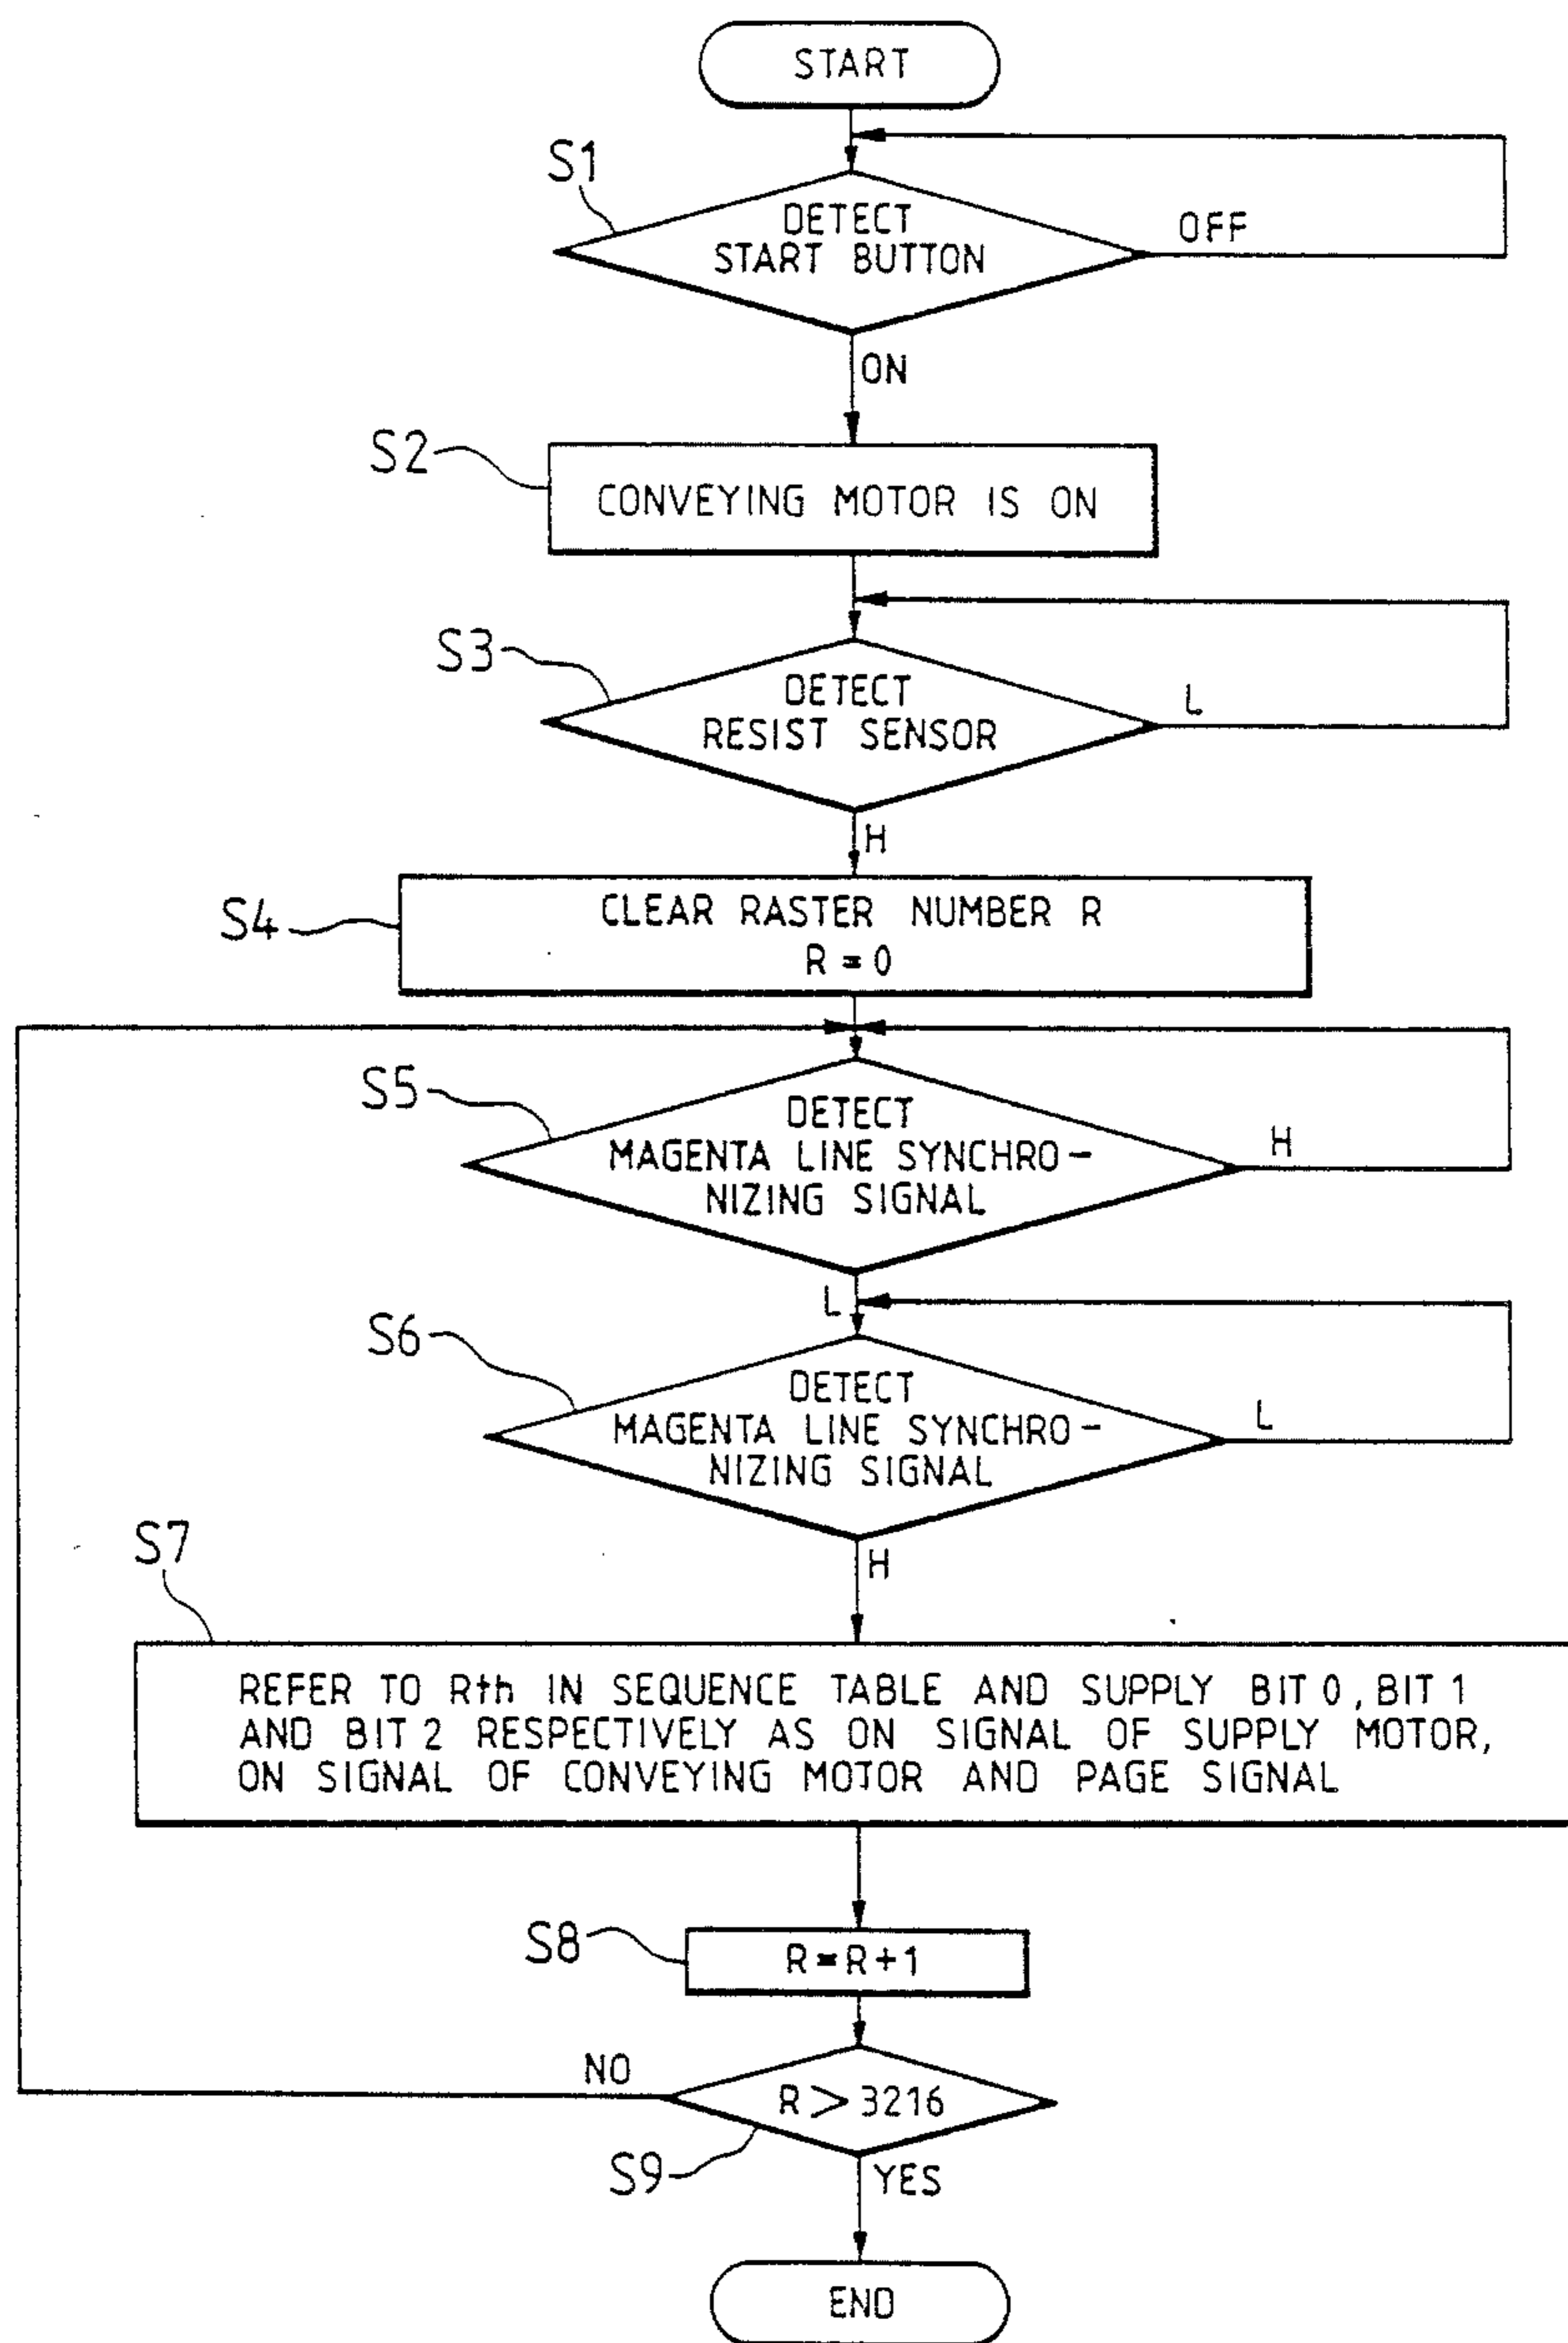 START
S1
DETECT
START BUTTON
OFF
ON
S2
CONVEYING MOTOR IS ON
S3
DETECT
RESIST SENSOR
L
H
S4
CLEAR RASTER NUMBER R
R = 0
S5
DETECT
MAGENTA LINE SYNCHRO-
NIZING SIGNAL
H
L
S6
DETECT
MAGENTA LINE SYNCHRO-
NIZING SIGNAL
L
H
S7
REFER TO Rth IN SEQUENCE TABLE AND SUPPLY BIT 0, BIT 1
AND BIT 2 RESPECTIVELY AS ON SIGNAL OF SUPPLY MOTOR,
ON SIGNAL OF CONVEYING MOTOR AND PAGE SIGNAL
S8
R = R + 1
NO
R > 3216
S9
YES
END